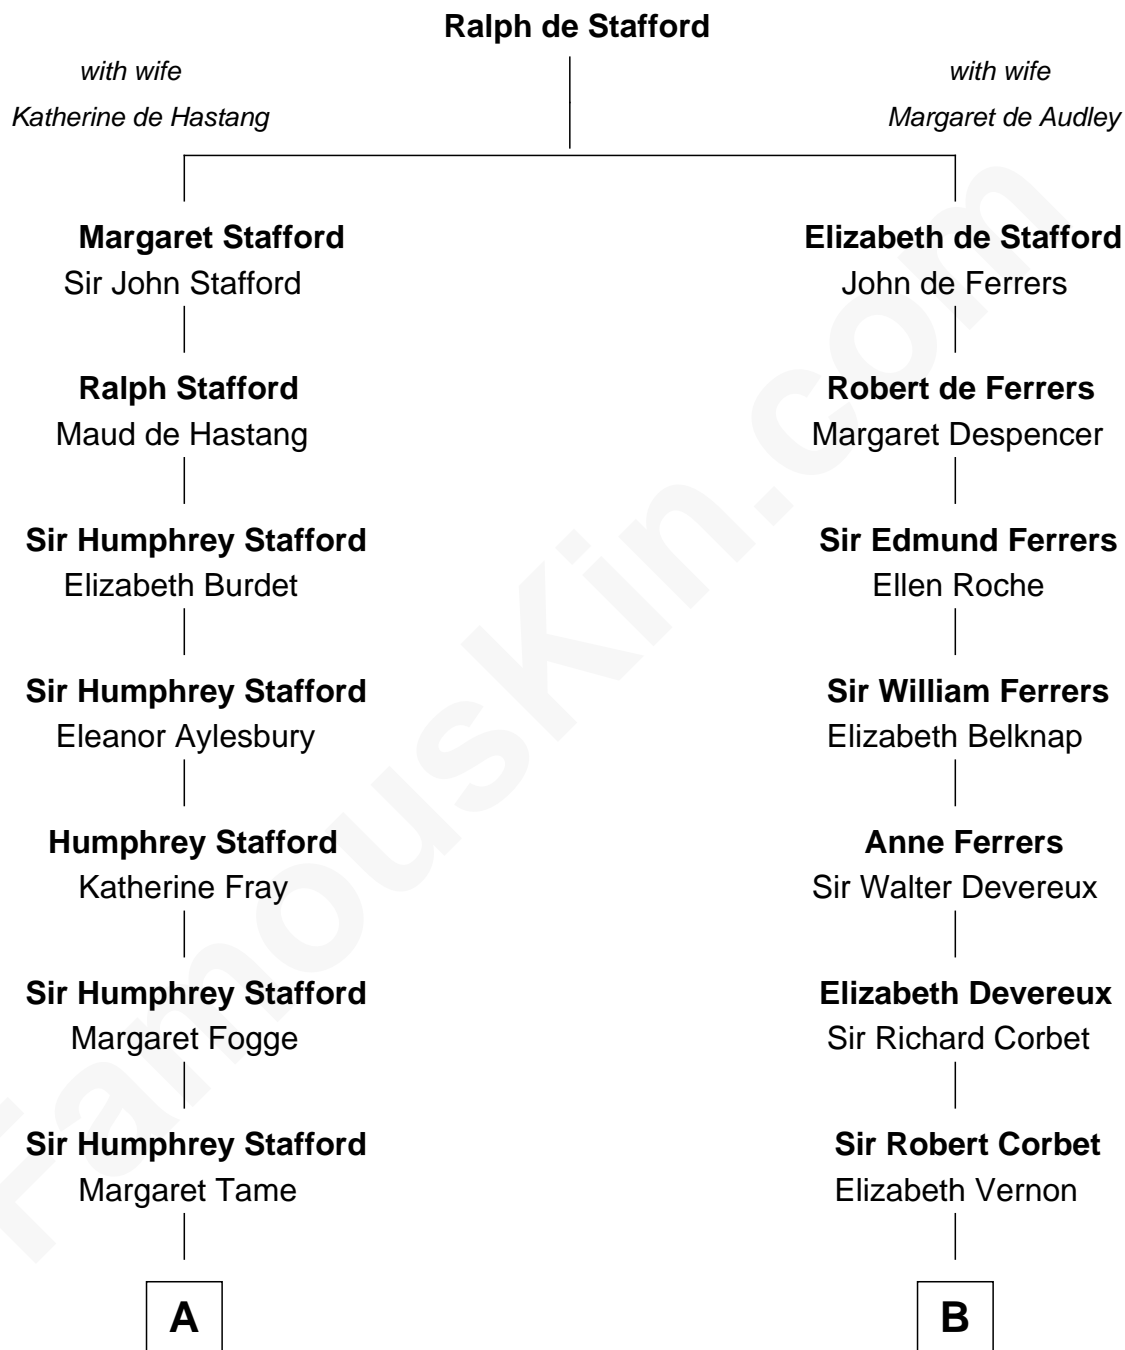 Ralph de Stafford
with wife
Katherine de Hastang
with wife
Margaret de Audley
Margaret Stafford
Sir John Stafford
Elizabeth de Stafford
John de Ferrers
Ralph Stafford
Maud de Hastang
Robert de Ferrers
Margaret Despencer
Sir Humphrey Stafford
Elizabeth Burdet
Sir Edmund Ferrers
Ellen Roche
Sir Humphrey Stafford
Eleanor Aylesbury
Sir William Ferrers
Elizabeth Belknap
Humphrey Stafford
Katherine Fray
Anne Ferrers
Sir Walter Devereux
Sir Humphrey Stafford
Margaret Fogge
Elizabeth Devereux
Sir Richard Corbet
Sir Humphrey Stafford
Margaret Tame
Sir Robert Corbet
Elizabeth Vernon
A
B
FamousKin.com